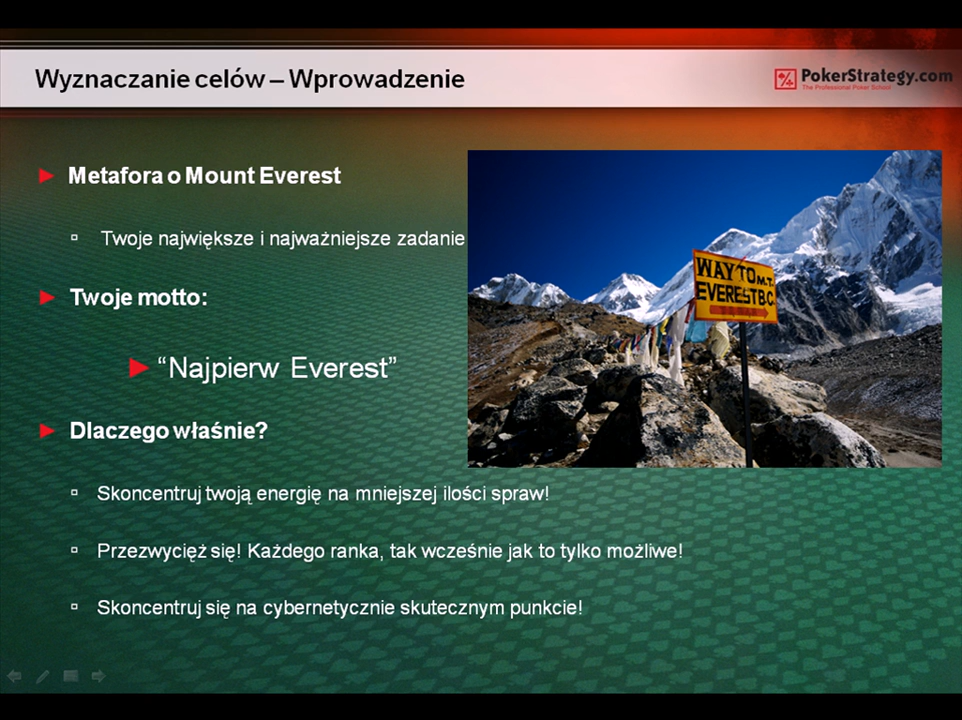 Wyznaczanie celów – Wprowadzenie
PokerStrategy.com
The Professional Poker School
► Metafora o Mount Everest
▫ Twoje największe i najważniejsze zadanie
WAY TO M.T.
EVEREST B.C.
► Twoje motto:
► “Najpierw Everest”
► Dlaczego właśnie?
▫ Skoncentruj twoją energię na mniejszej ilości spraw!
▫ Przezwycięż się! Każdego ranka, tak wcześnie jak to tylko możliwe!
▫ Skoncentruj się na cybernetycznie skutecznym punkcie!